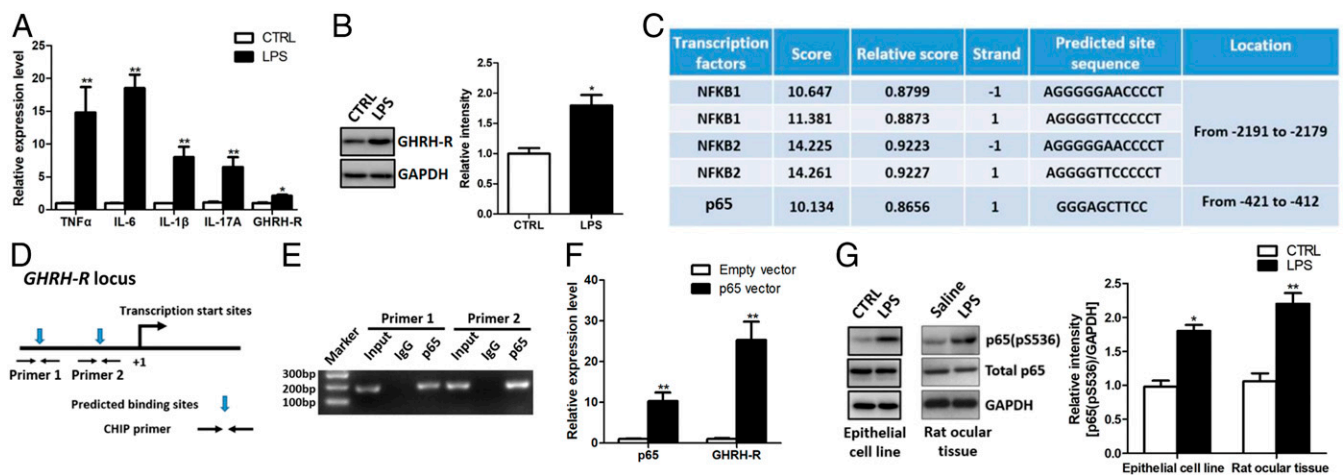 A
CTRL
LPS
Relative expression level
25
20
15
10
5
0
**
**
**
**
*
TNFα IL-6 IL-1β IL-17A GHRH-R
B
CTRL LPS
GHRH-R
GAPDH
Relative intensity
2.5
2.0
1.5
1.0
0.5
0.0
*
CTRL LPS
C
Transcription factors Score Relative score Strand Predicted site sequence Location
NFKB1 10.647 0.8799 -1 AGGGGGAACCCCT
NFKB1 11.381 0.8873 1 AGGGGTTCCCCCT
From -2191 to -2179
NFKB2 14.225 0.9223 -1 AGGGGGAACCCCT
NFKB2 14.261 0.9227 1 AGGGGTTCCCCCT
p65 10.134 0.8656 1 GGGAGCTTCC From -421 to -412
D
GHRH-R locus
Transcription start sites
+1
Primer 1 Primer 2
Predicted binding sites
CHIP primer
E
Primer 1 Primer 2
Marker Input IgG p65 Input IgG p65
300bp
200bp
100bp
F
Empty vector
p65 vector
Relative expression level
40
30
20
10
0
**
**
p65 GHRH-R
G
CTRL LPS Saline LPS
p65(pS536)
Total p65
GAPDH
Epithelial cell line
Rat ocular tissue
CTRL
LPS
Relative intensity
[p65(pS536)/GAPDH]
2.5
2.0
1.5
1.0
0.5
0.0
*
**
Epithelial cell line Rat ocular tissue